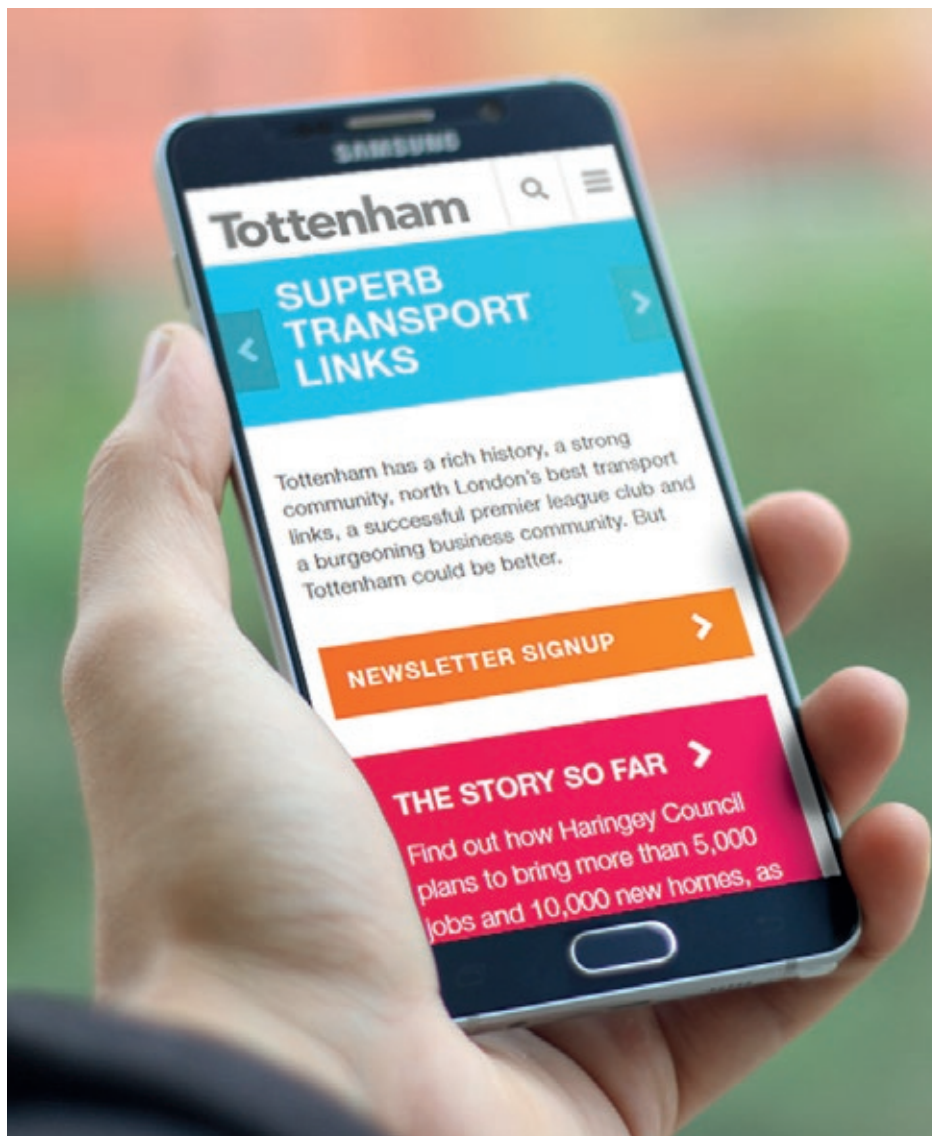 SAMSUNG
Tottenham
SUPERB
TRANSPORT
LINKS
Tottenham has a rich history, a strong
community, north London's best transport
links, a successful premier league club and
a burgeoning business community. But
Tottenham could be better.
NEWSLETTER SIGNUP
THE STORY SO FAR
Find out how Haringey Council
plans to bring more than 5,000
jobs and 10,000 new homes, as